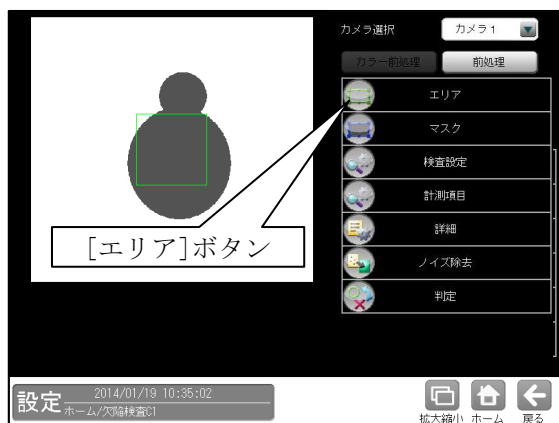 カメラ選択
カメラ1
カラー前処理
前処理
エリア
マスク
検査設定
計測項目
詳細
ノイズ除去
判定
[エリア]ボタン
設定
2014/01/19 10:35:02
ホーム/欠陥検査C1
拡大縮小
ホーム
戻る